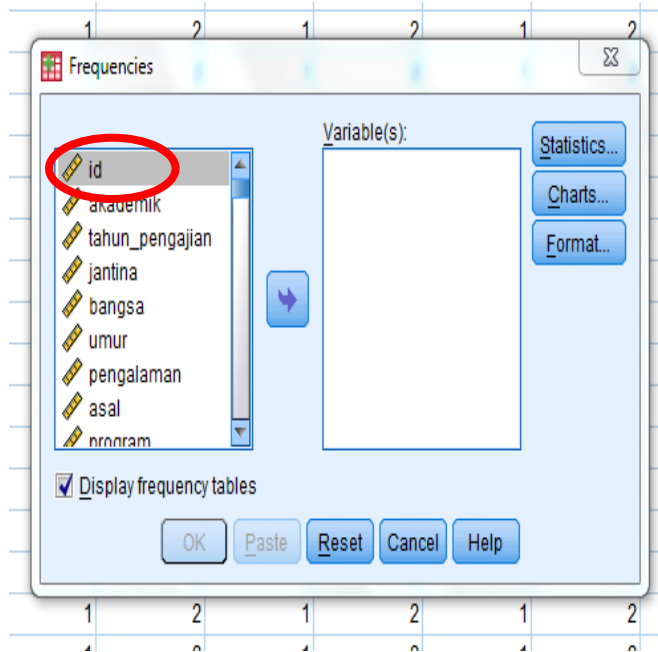 1 2 1 2 1 2
Frequencies
Variable(s):
id
akademik
tahun_pengajian
jantina
bangsa
umur
pengalaman
asal
program
Statistics...
Charts...
Format...
Display frequency tables
OK Paste Reset Cancel Help
1 2 1 2 1 2